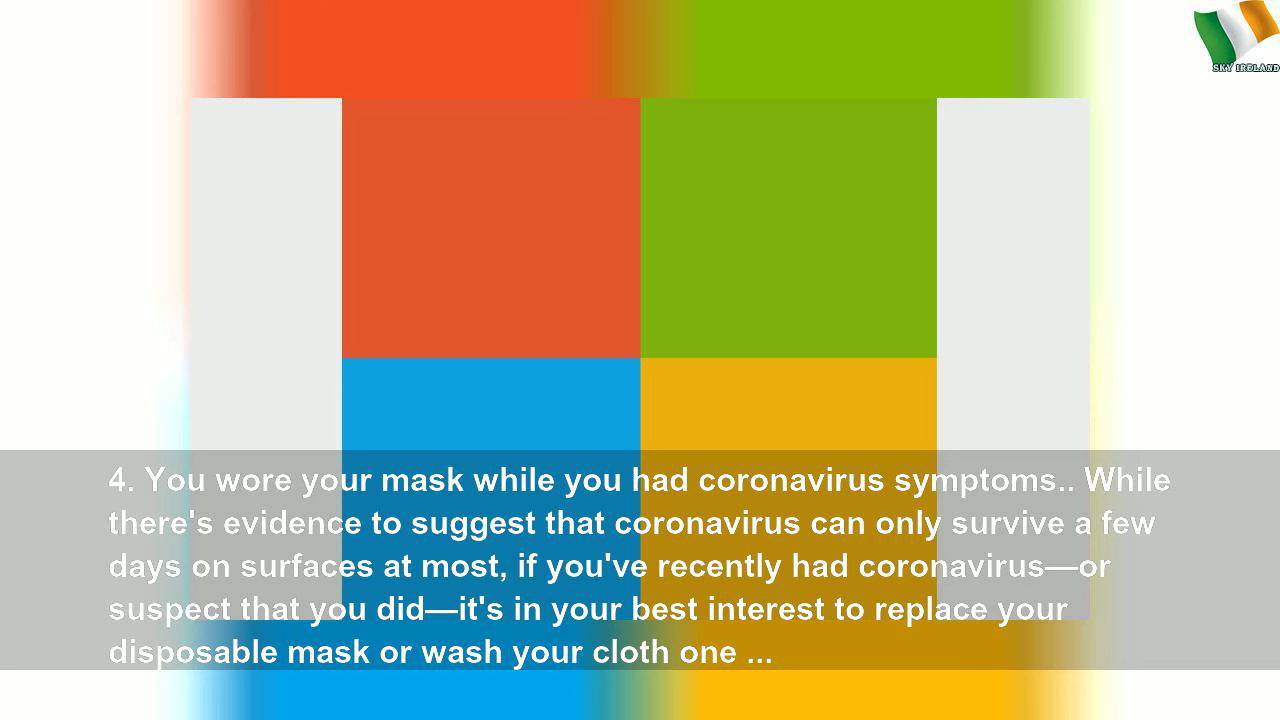 SKY IRELAND
4. You wore your mask while you had coronavirus symptoms.. While
there's evidence to suggest that coronavirus can only survive a few
days on surfaces at most, if you've recently had coronavirus—or
suspect that you did—it's in your best interest to replace your
disposable mask or wash your cloth one ...